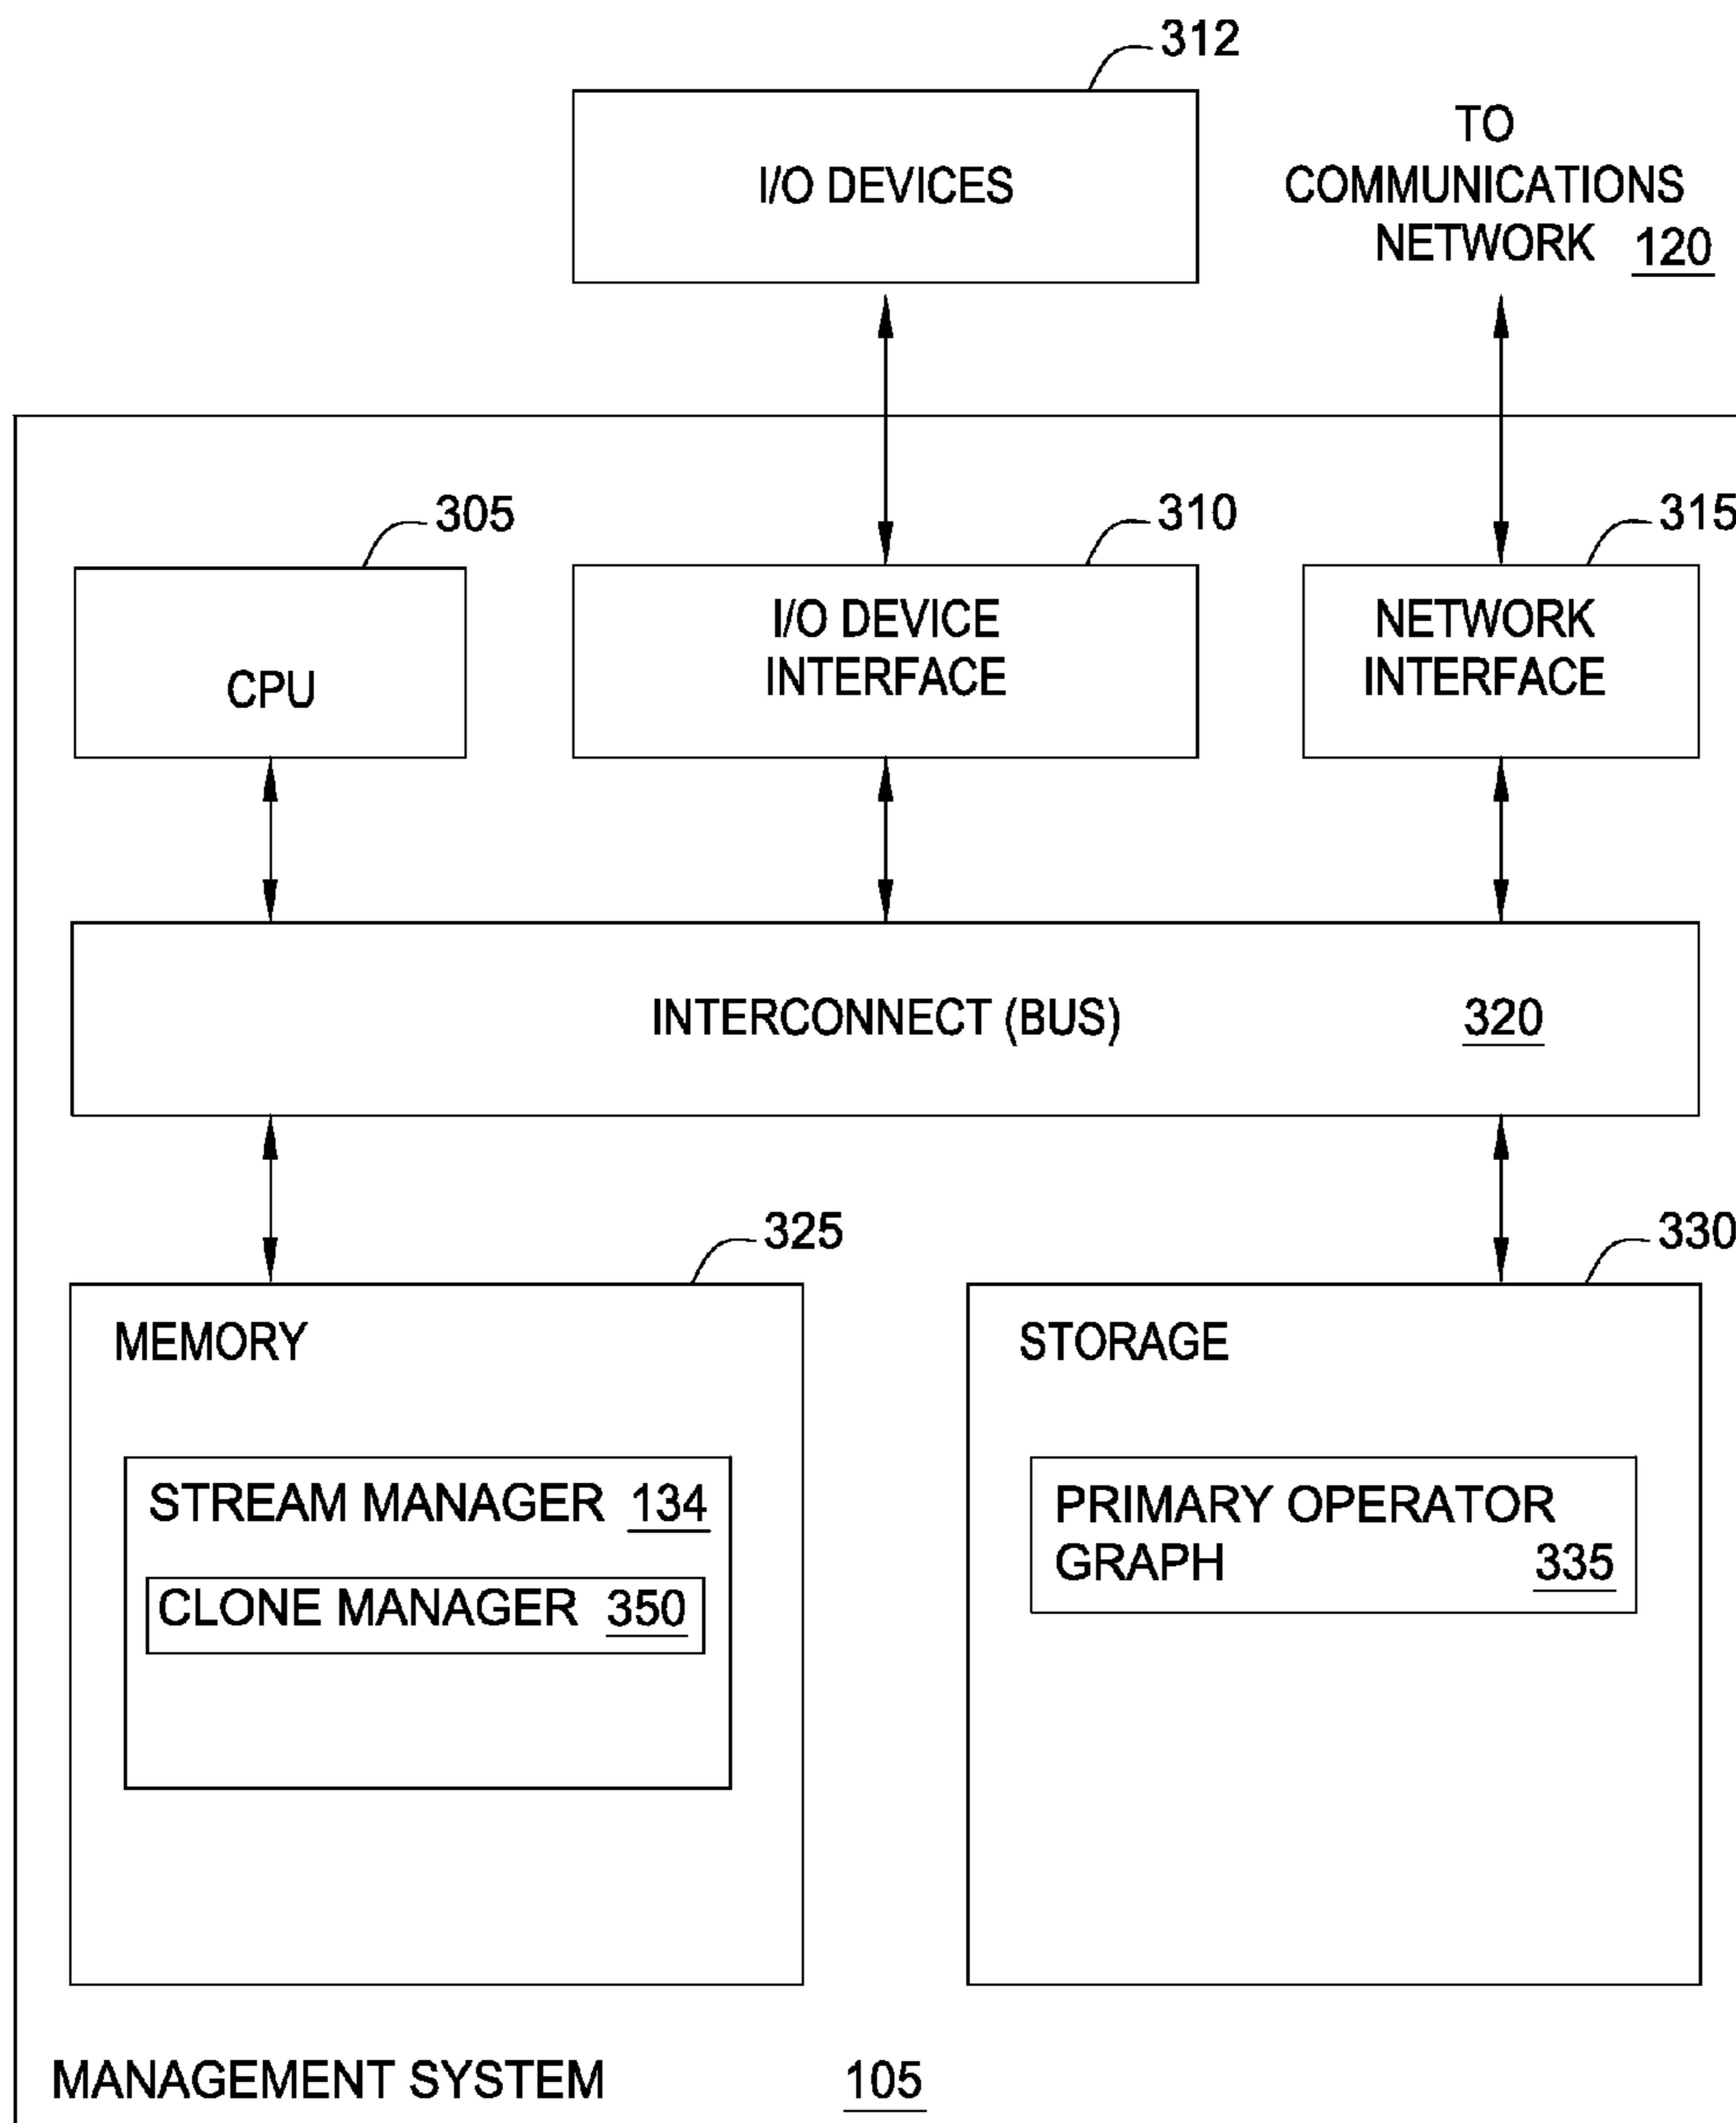 312
I/O DEVICES
TO
COMMUNICATIONS
NETWORK 120
305
310
315
CPU
I/O DEVICE
INTERFACE
NETWORK
INTERFACE
INTERCONNECT (BUS) 320
325
330
MEMORY
STREAM MANAGER 134
CLONE MANAGER 350
STORAGE
PRIMARY OPERATOR
GRAPH 335
MANAGEMENT SYSTEM 105